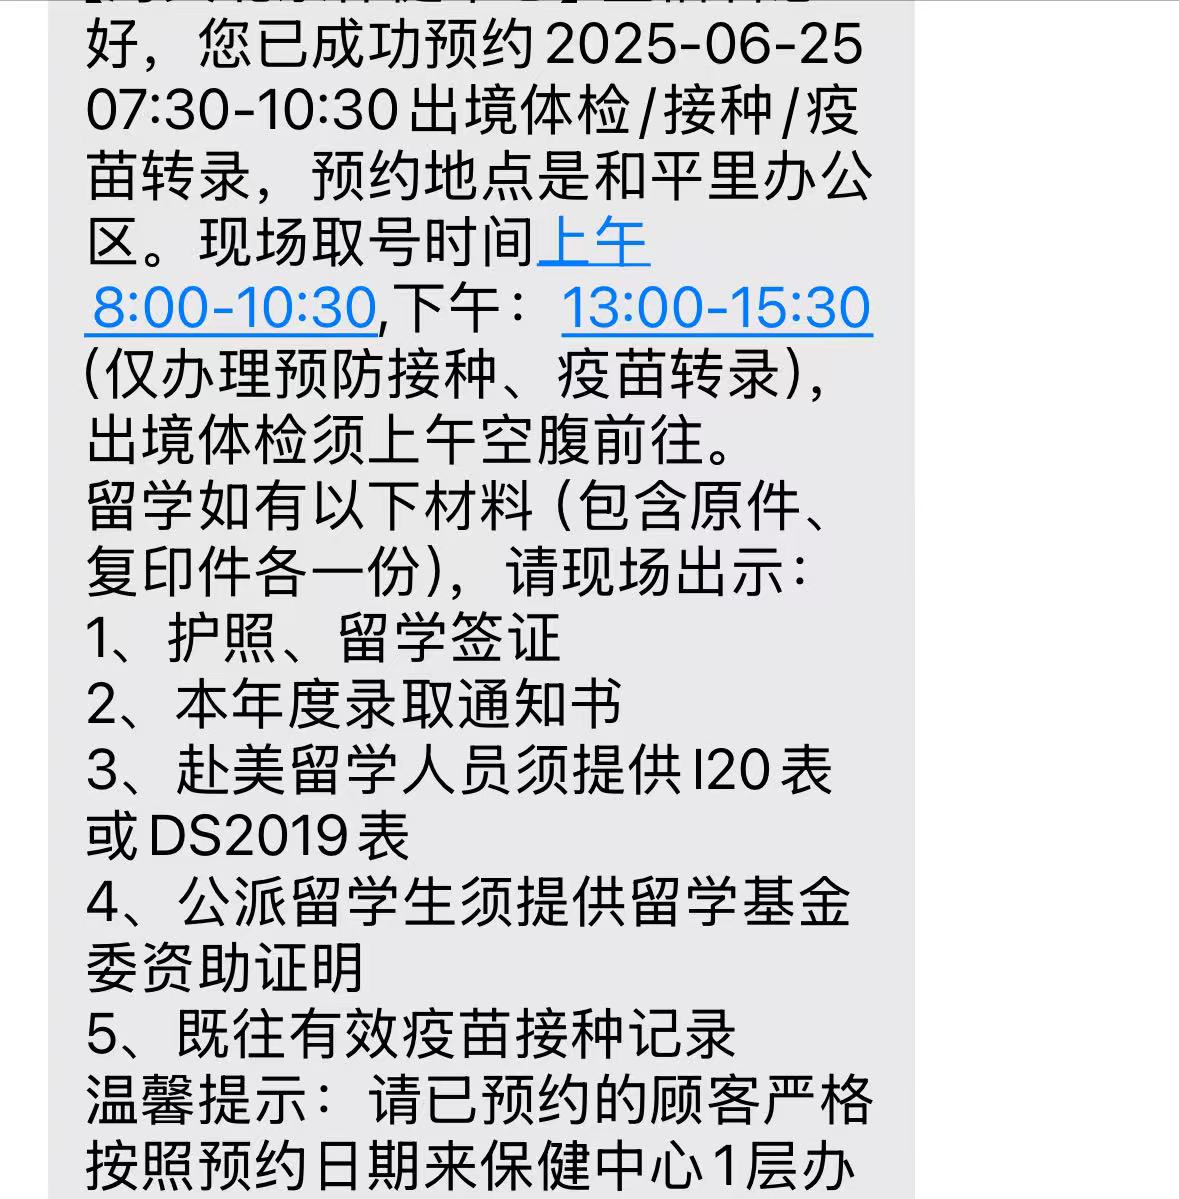 好，您已成功预约2025-06-25
07:30-10:30出境体检/接种/疫
苗转录，预约地点是和平里办公
区。现场取号时间上午
8:00-10:30,下午：13:00-15:30
(仅办理预防接种、疫苗转录)，
出境体检须上午空腹前往。
留学如有以下材料（包含原件、
复印件各一份)，请现场出示：
1、护照、留学签证
2、本年度录取通知书
3、赴美留学人员须提供I20表
或DS2019表
4、公派留学生须提供留学基金
委资助证明
5、既往有效疫苗接种记录
温馨提示：请已预约的顾客严格
按照预约日期来保健中心1层办